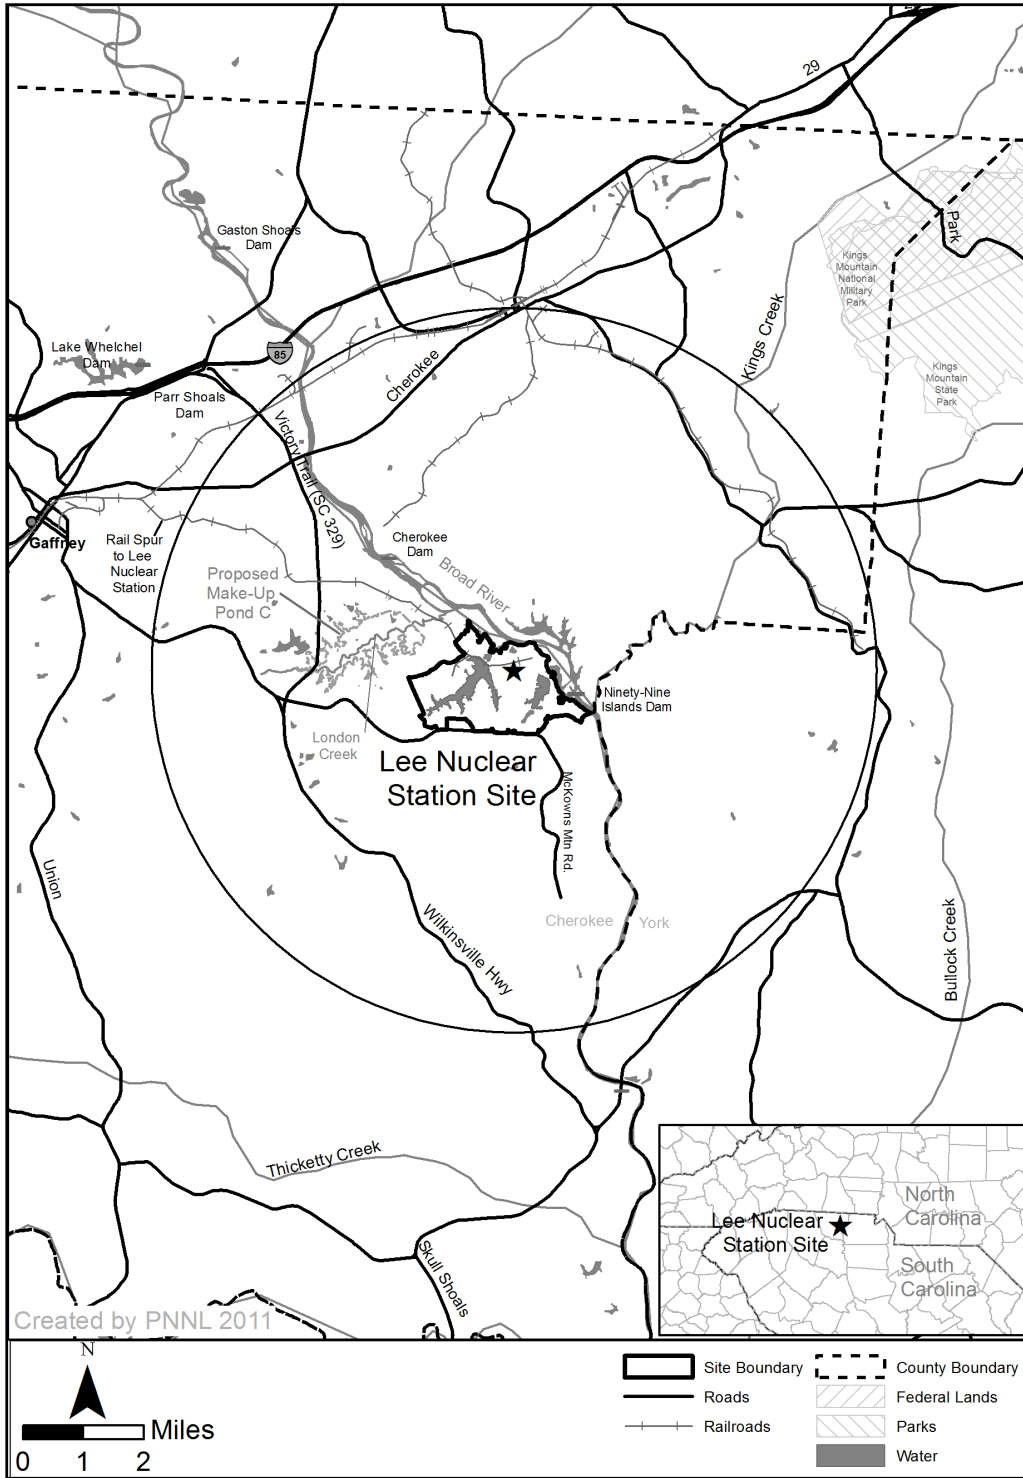 29
Gaston Shoals
Dam
Park
Kings
Mountain
National
Military
Park
Kings Creek
85
Lake Whelchel
Dam
Cherokee
Kings
Mountain
State
Park
Parr Shoals
Dam
Victory Trail (SC 329)
Gaffney
Rail Spur
to Lee
Nuclear
Station
Cherokee
Dam
Broad River
Proposed
Make-Up
Pond C
Ninety-Nine
Islands Dam
London
Creek
Lee Nuclear
Station Site
McKowns Mtn Rd.
Union
Cherokee
York
Wilkinsville Hwy
Bullock Creek
Thicketty Creek
Skull Shoals
North
Carolina
Lee Nuclear
Station Site
South
Carolina
Created by PNNL 2011
N
Miles
0 1 2
Site Boundary
County Boundary
Roads
Federal Lands
Railroads
Parks
Water